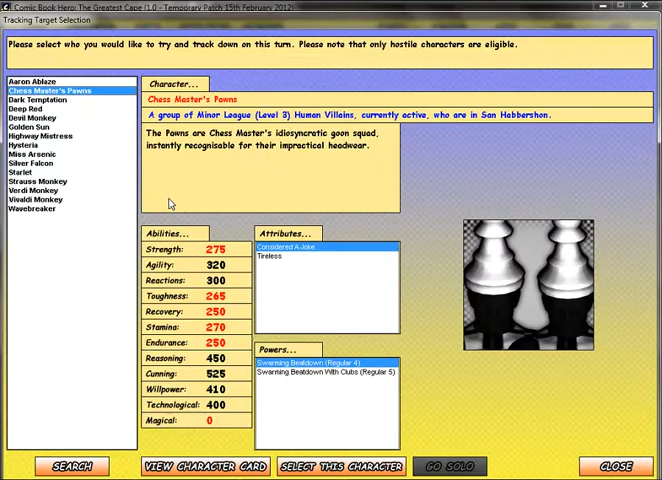 Comic Book Hero: The Greatest Cape (1.0 - Temporary Patch 15th February 2012)
Tracking Target Selection
Please select who you would like to try and track down on this turn. Please note that only hostile characters are eligible.
Aaron Ablaze
Chess Master's Pawns
Dark Temptation
Deep Red
Devil Monkey
Golden Sun
Highway Mistress
Hysteria
Miss Arsenic
Silver Falcon
Starlet
Strauss Monkey
Verdi Monkey
Vivaldi Monkey
Wavebreaker
Character...
Chess Master's Pawns
A group of Minor League (Level 3) Human Villains, currently active, who are in San Habbershon.
The Pawns are Chess Master's idiosyncratic goon squad,
instantly recognisable for their impractical headwear.
Abilities...
Strength: 275
Agility: 320
Reactions: 300
Toughness: 265
Recovery: 250
Stamina: 270
Endurance: 250
Reasoning: 450
Cunning: 525
Willpower: 410
Technological: 400
Magical: 0
Attributes...
Considered A Joke
Tireless
Powers...
Swarming Beatdown (Regular 4)
Swarming Beatdown With Clubs (Regular 5)
SEARCH
VIEW CHARACTER CARD
SELECT THIS CHARACTER
GO SOLO
CLOSE